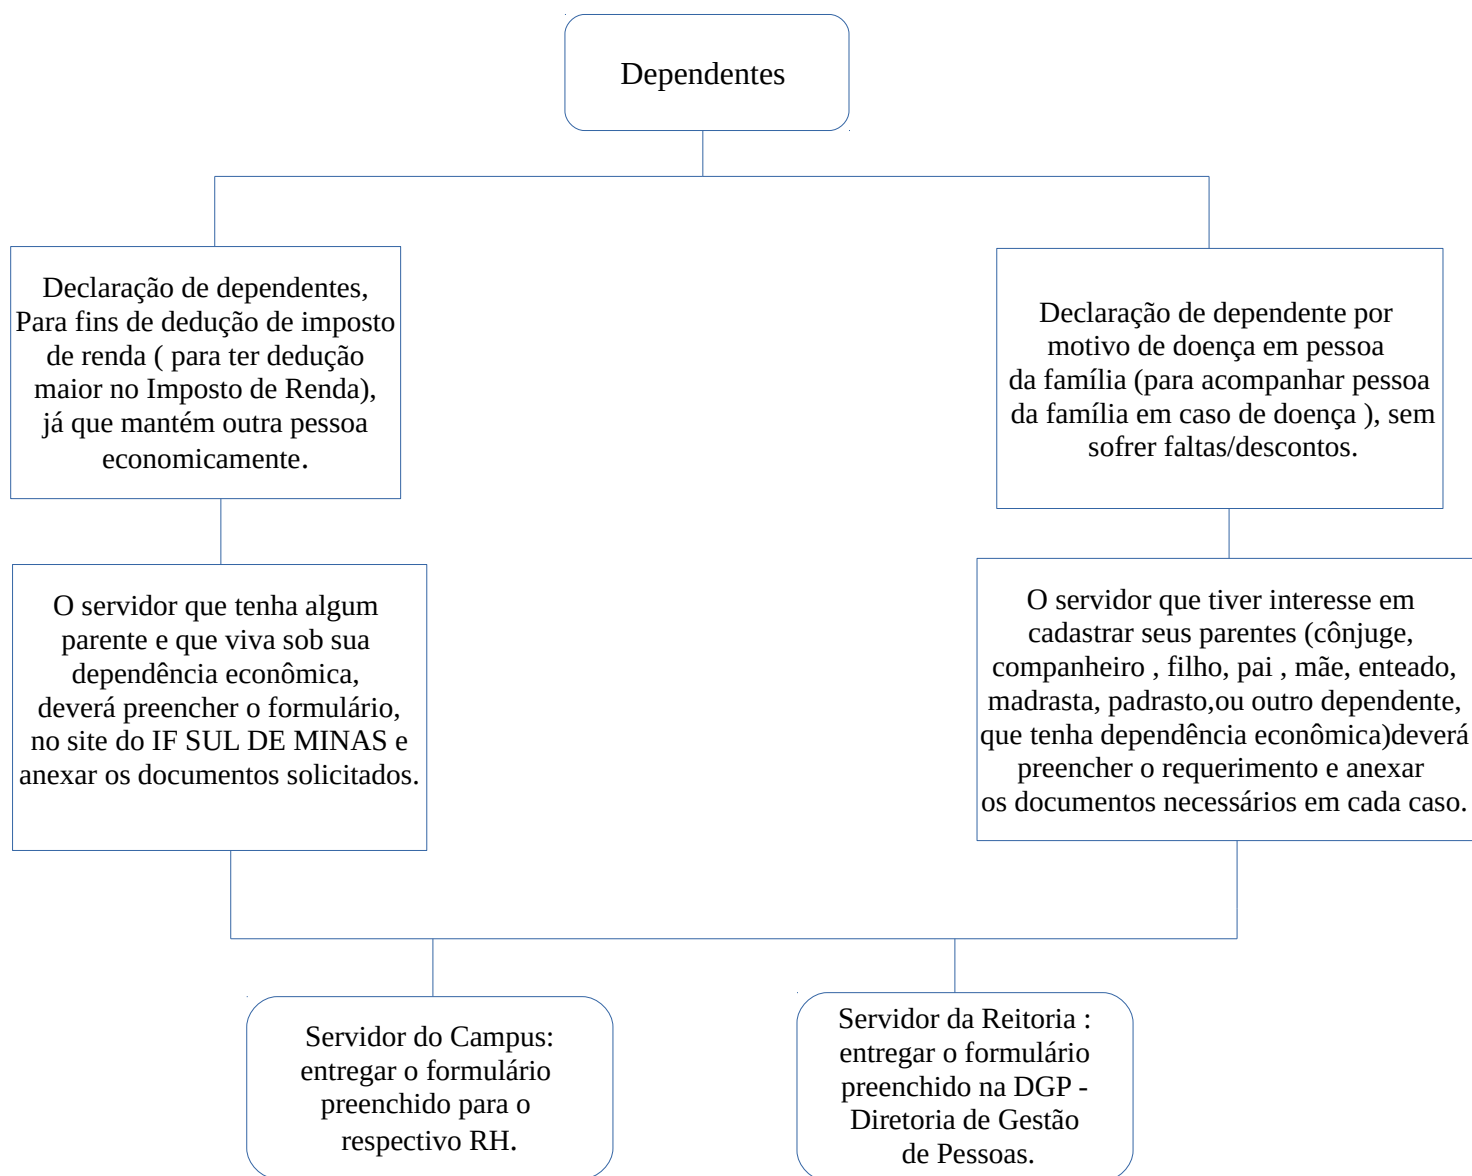 Dependentes
Declaração de dependentes,
Para fins de dedução de imposto
de renda ( para ter dedução
maior no Imposto de Renda),
já que mantém outra pessoa
economicamente.
Declaração de dependente por
motivo de doença em pessoa
da família (para acompanhar pessoa
da família em caso de doença ), sem
sofrer faltas/descontos.
O servidor que tenha algum
parente e que viva sob sua
dependência econômica,
deverá preencher o formulário,
no site do IF SUL DE MINAS e
anexar os documentos solicitados.
O servidor que tiver interesse em
cadastrar seus parentes (cônjuge,
companheiro , filho, pai , mãe, enteado,
madrasta, padrasto,ou outro dependente,
que tenha dependência econômica)deverá
preencher o requerimento e anexar
os documentos necessários em cada caso.
Servidor do Campus:
entregar o formulário
preenchido para o
respectivo RH.
Servidor da Reitoria :
entregar o formulário
preenchido na DGP -
Diretoria de Gestão
de Pessoas.